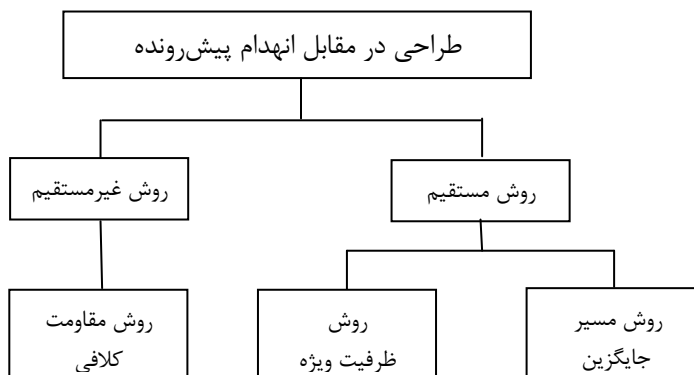 طراحی در مقابل انهدام پیش‌رونده
روش مستقیم
روش غیرمستقیم
روش مسیر
جایگزین
روش
ظرفیت ویژه
روش مقاومت
کلافی